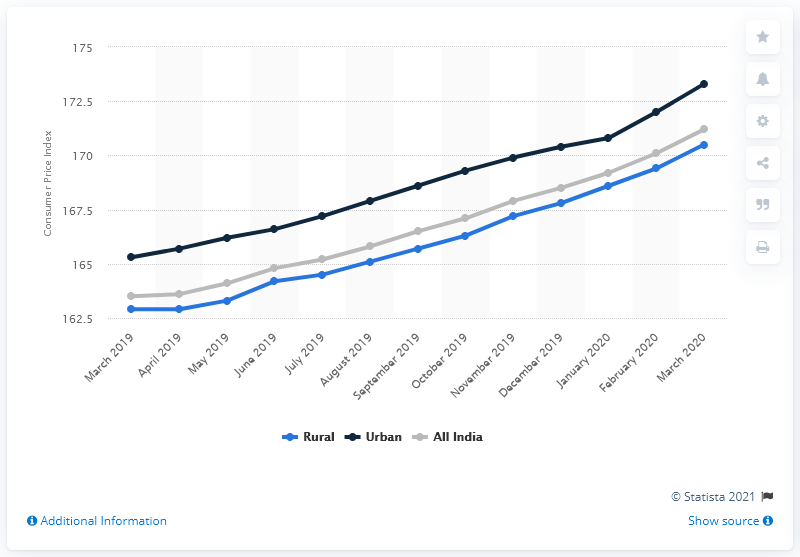 175
172.5
170
167.5
165
162.5
Consumer Price Index
March 2019
April 2019
May 2019
June 2019
July 2019
August 2019
September 2019
October 2019
November 2019
December 2019
January 2020
February 2020
March 2020
Rural Urban All India
© Statista 2021
Additional Information Show source